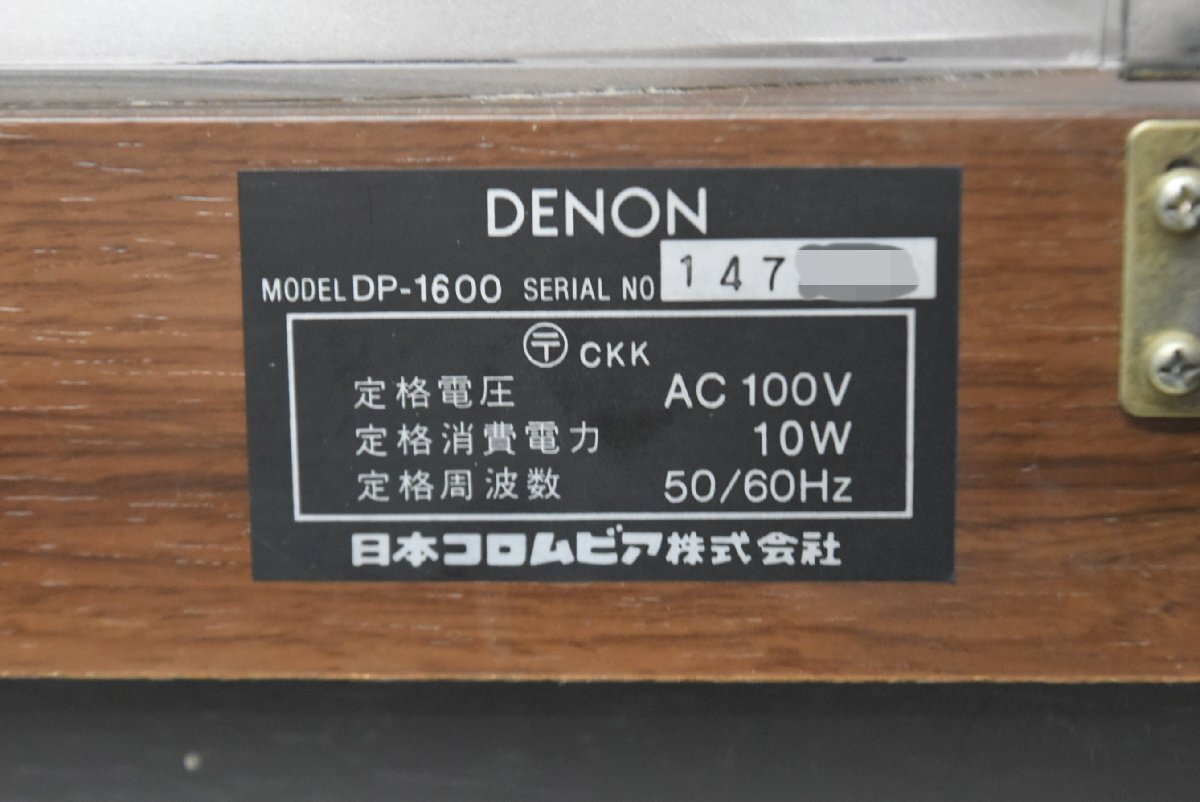 DENON
MODEL DP-1600 SERIAL NO 147
〒 CKK
定格電圧 AC 100V
定格消費電力 10W
定格周波数 50/60Hz
日本コロムビア株式会社